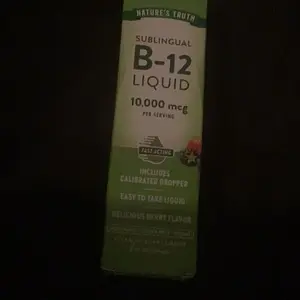 NATURE'S TRUTH
SUBLINGUAL
B-12
LIQUID
10,000 mcg
PER SERVING
FAST ACTING
INCLUDES
CALIBRATED DROPPER
EASY TO TAKE LIQUID
DELICIOUS BERRY FLAVOR